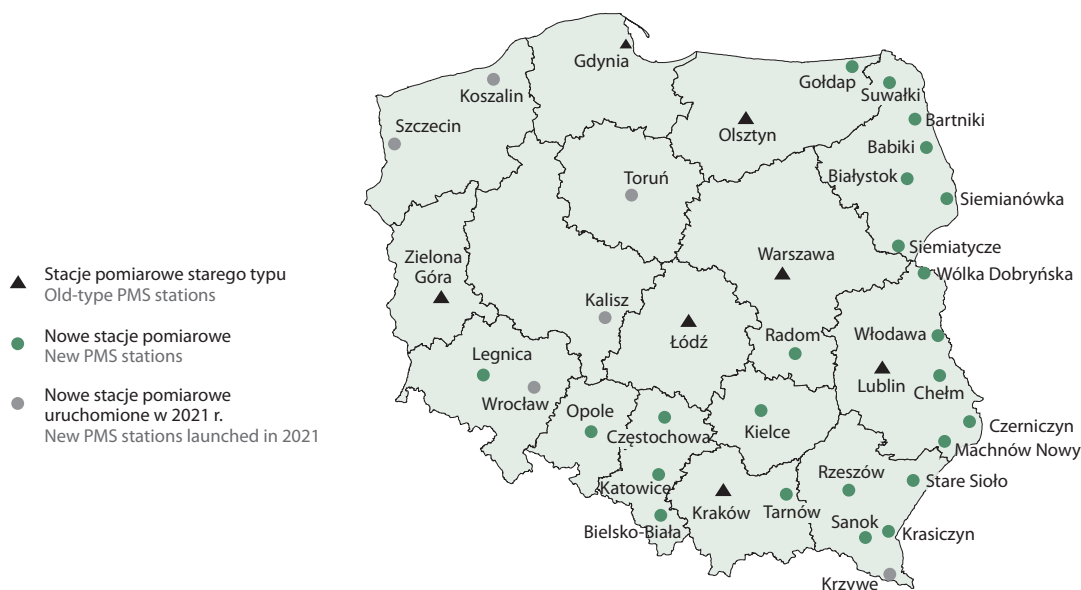 Gdynia
Koszalin
Gołdap
Suwałki
Szczecin
Olsztyn
Bartniki
Babiki
Toruń
Białystok
Siemianówka
Zielona
Góra
Warszawa
Siemiatycze
Wólka Dobryńska
Stacje pomiarowe starego typu
Old-type PMS stations
Kalisz
Nowe stacje pomiarowe
New PMS stations
Łódź
Radom
Włodawa
Legnica
Lublin
Chełm
Nowe stacje pomiarowe
uruchomione w 2021 r.
New PMS stations launched in 2021
Wrocław
Opole
Częstochowa
Kielce
Czerniczyn
Machnów Nowy
Rzeszów
Stare Sioło
Katowice
Kraków
Tarnów
Sanok
Bielsko-Biała
Krasiczyn
Krzywe